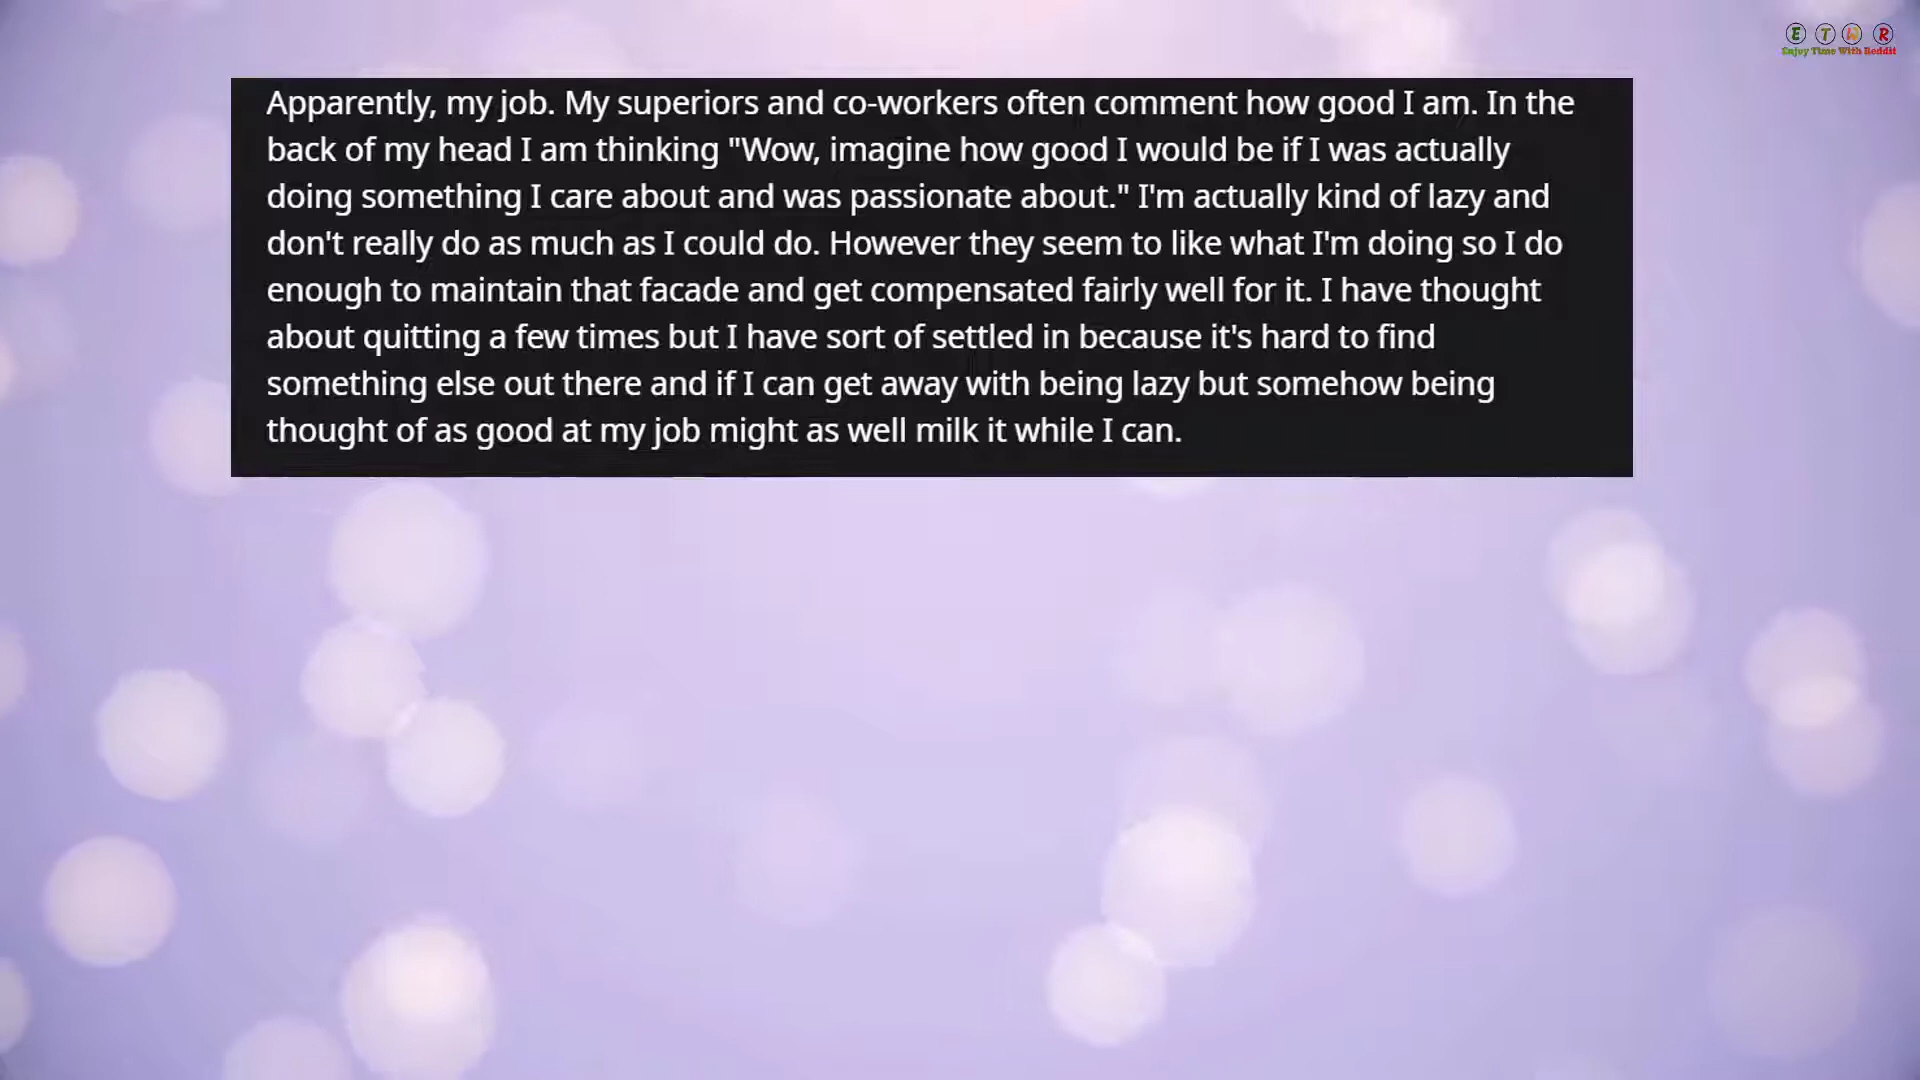 E T W R
Enjoy Time With Reddit
Apparently, my job. My superiors and co-workers often comment how good I am. In the
back of my head I am thinking "Wow, imagine how good I would be if I was actually
doing something I care about and was passionate about." I'm actually kind of lazy and
don't really do as much as I could do. However they seem to like what I'm doing so I do
enough to maintain that facade and get compensated fairly well for it. I have thought
about quitting a few times but I have sort of settled in because it's hard to find
something else out there and if I can get away with being lazy but somehow being
thought of as good at my job might as well milk it while I can.